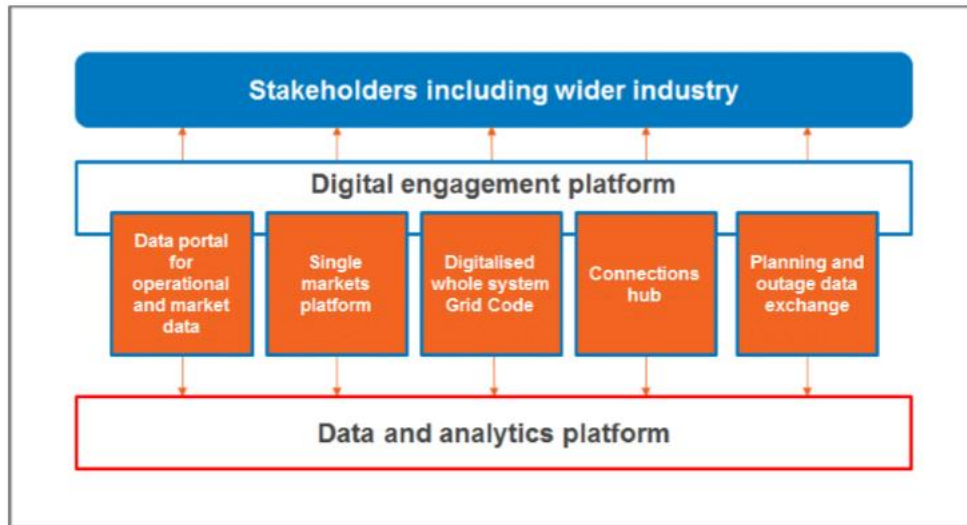 Stakeholders including wider industry
Digital engagement platform
Data portal
for
operational
and market
data
Single
markets
platform
Digitalised
whole system
Grid Code
Connections
hub
Planning and
outage data
exchange
Data and analytics platform